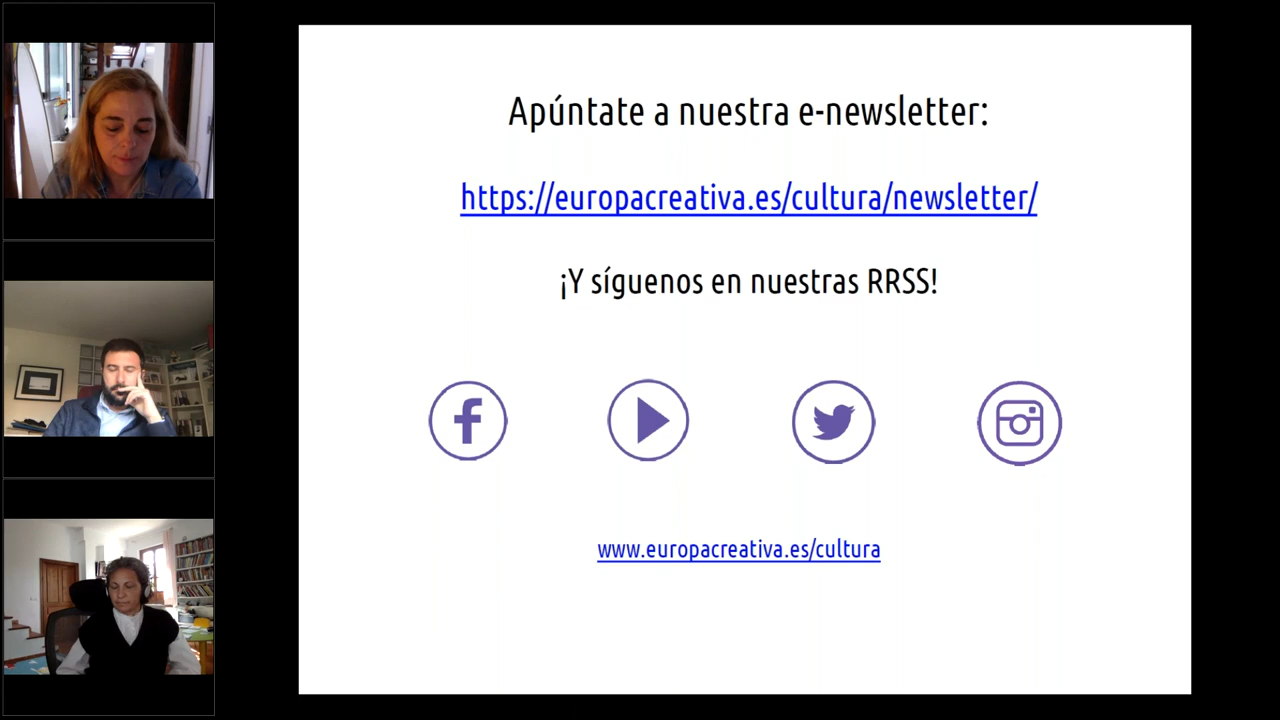 Apúntate a nuestra e-newsletter:
https://europacreativa.es/cultura/newsletter/
¡Y síguenos en nuestras RRSS!
www.europacreativa.es/cultura